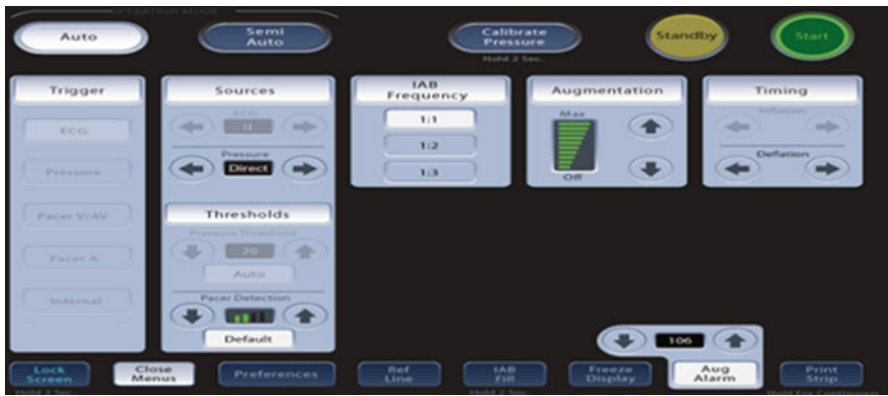 OPERATION MODE
Auto
Semi
Auto
Calibrate
Pressure
Hold 2 Sec.
Standby
Start
Trigger
ECG
Pressure
Pacer V/AV
Pacer A
Internal
Sources
ECG
II
Pressure
Direct
Thresholds
Pressure Threshold
20
Auto
Pacer Detection
Default
IAB
Frequency
1:1
1:2
1:3
Augmentation
Max
Off
Timing
Inflation
Deflation
106
Lock
Screen
Hold 2 Sec.
Close
Menus
Preferences
Ref
Line
IAB
Fill
Hold 2 Sec.
Freeze
Display
Aug
Alarm
Print
Strip
Hold For Continuous